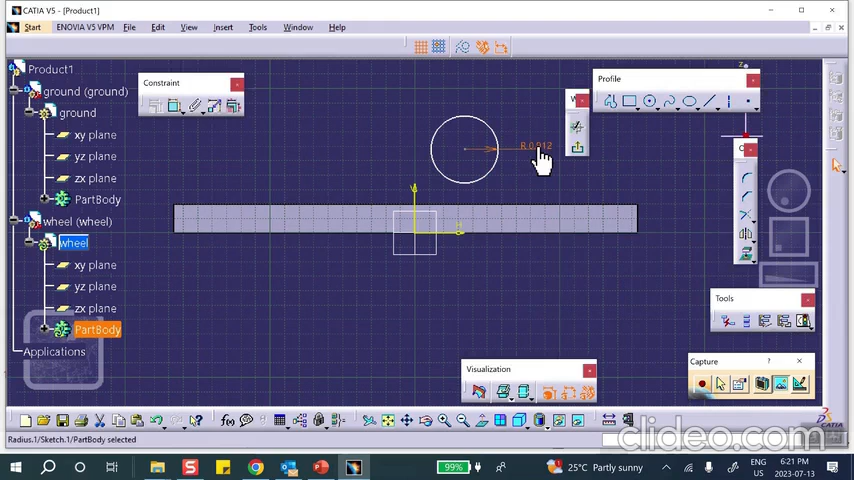 CATIA V5 - [Product1]
Start ENOVIA V5 VPM File Edit View Insert Tools Window Help
Product1
Constraint
Profile
ground (ground)
ground
xy plane
yz plane
zx plane
PartBody
wheel (wheel)
wheel
xy plane
yz plane
zx plane
PartBody
Applications
R 0.912
V
H
z
Tools
Visualization
Capture
f(x)
CATIA
Radius.1/Sketch.1/PartBody selected
clideo.com
99%
25°C Partly sunny
ENG
US
6:21 PM
2023-07-13